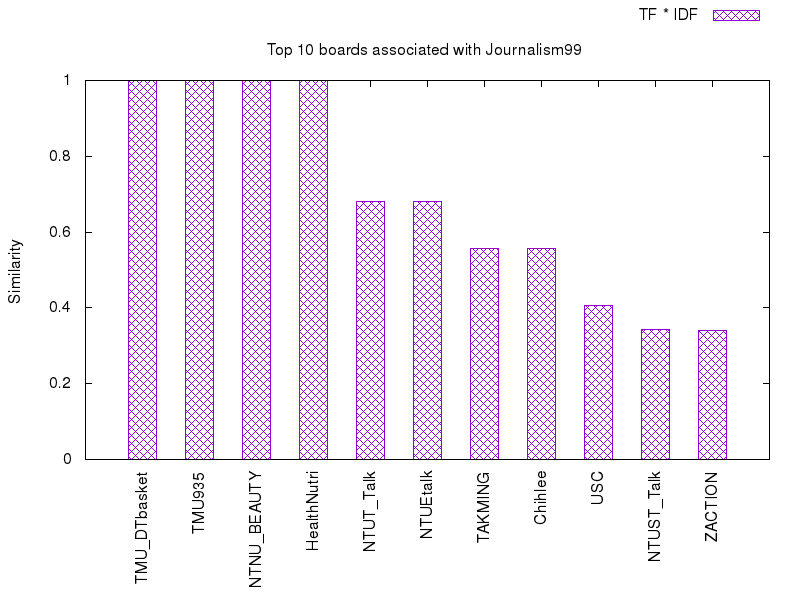 TF * IDF
Top 10 boards associated with Journalism99
Similarity
1
0.8
0.6
0.4
0.2
0
TMU_DTbasket
TMU935
NTNU_BEAUTY
HealthNutri
NTUT_Talk
NTUEtalk
TAKMING
Chihlee
USC
NTUST_Talk
ZACTION